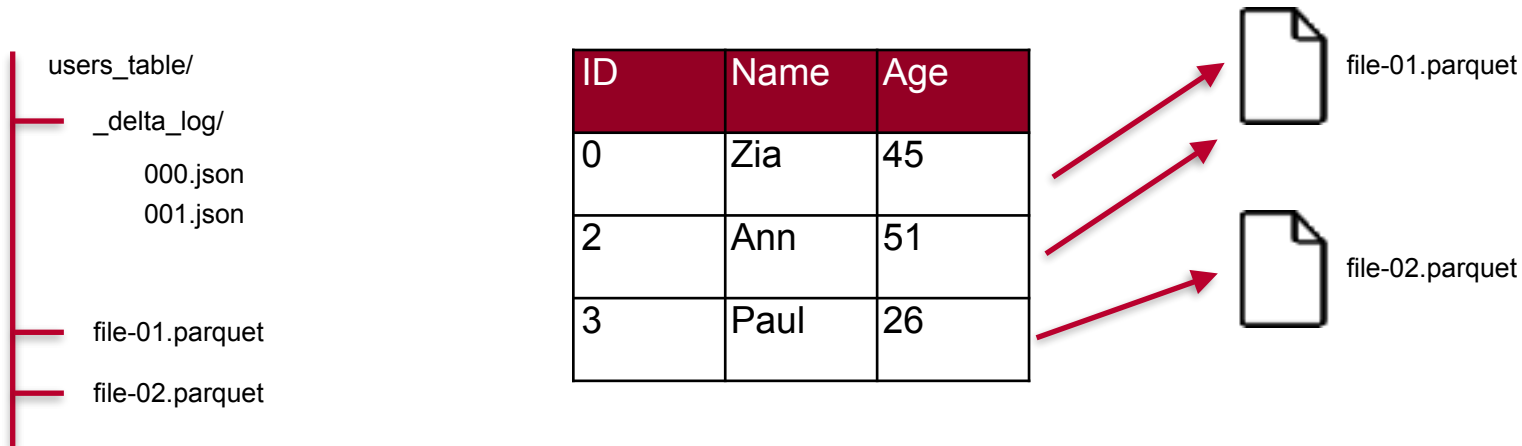 users_table/
_delta_log/
000.json
001.json
file-01.parquet
file-02.parquet
ID Name Age
0 Zia 45
2 Ann 51
3 Paul 26
file-01.parquet
file-02.parquet